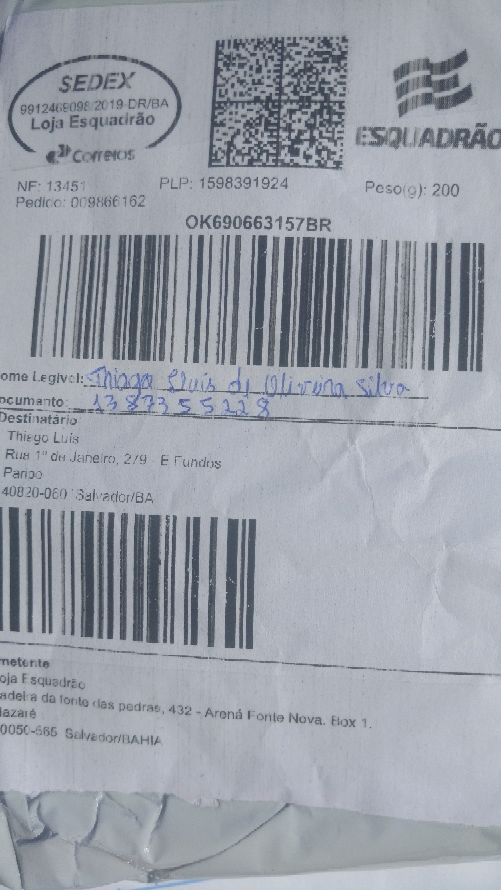 SEDEX
9912469098/2019-DR/BA
Loja Esquadrão
Correios
ESQUADRÃO
NF: 13451
PLP: 1598391924
Peso(g): 200
Pedido: 009866162
OK690663157BR
ome Legível: Thiago Luis di Oliveira Silva
ocumento: 13873555228
Destinatário
Thiago Luis
Rua 1º de Janeiro, 279 - E Fundos
Paripe
40820-060 Salvador/BA
metente
oja Esquadrão
adeira da fonte das pedras, 432 - Arena Fonte Nova. Box 1.
lazaré
0050-565 Salvador/BAHIA